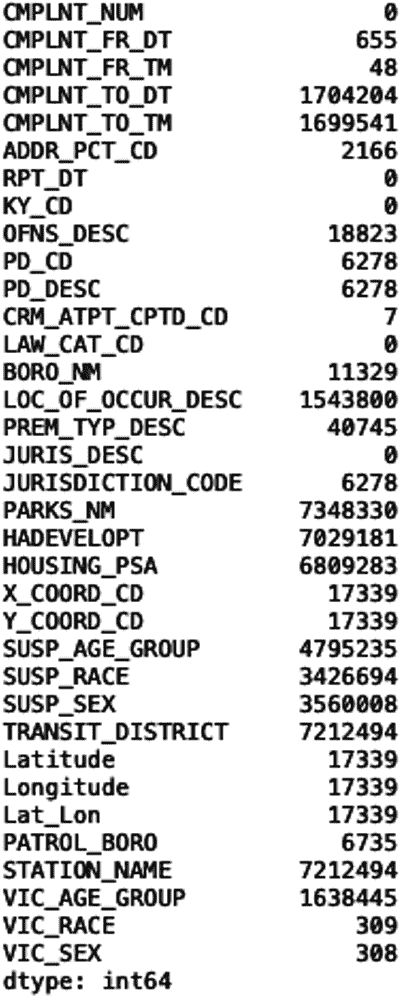 CMPLNT_NUM 0
CMPLNT_FR_DT 655
CMPLNT_FR_TM 48
CMPLNT_TO_DT 1704204
CMPLNT_TO_TM 1699541
ADDR_PCT_CD 2166
RPT_DT 0
KY_CD 0
OFNS_DESC 18823
PD_CD 6278
PD_DESC 6278
CRM_ATPT_CPTD_CD 7
LAW_CAT_CD 0
BORO_NM 11329
LOC_OF_OCCUR_DESC 1543800
PREM_TYP_DESC 40745
JURIS_DESC 0
JURISDICTION_CODE 6278
PARKS_NM 7348330
HADEVELOPT 7029181
HOUSING_PSA 6809283
X_COORD_CD 17339
Y_COORD_CD 17339
SUSP_AGE_GROUP 4795235
SUSP_RACE 3426694
SUSP_SEX 3560008
TRANSIT_DISTRICT 7212494
Latitude 17339
Longitude 17339
Lat_Lon 17339
PATROL_BORO 6735
STATION_NAME 7212494
VIC_AGE_GROUP 1638445
VIC_RACE 309
VIC_SEX 308
dtype: int64